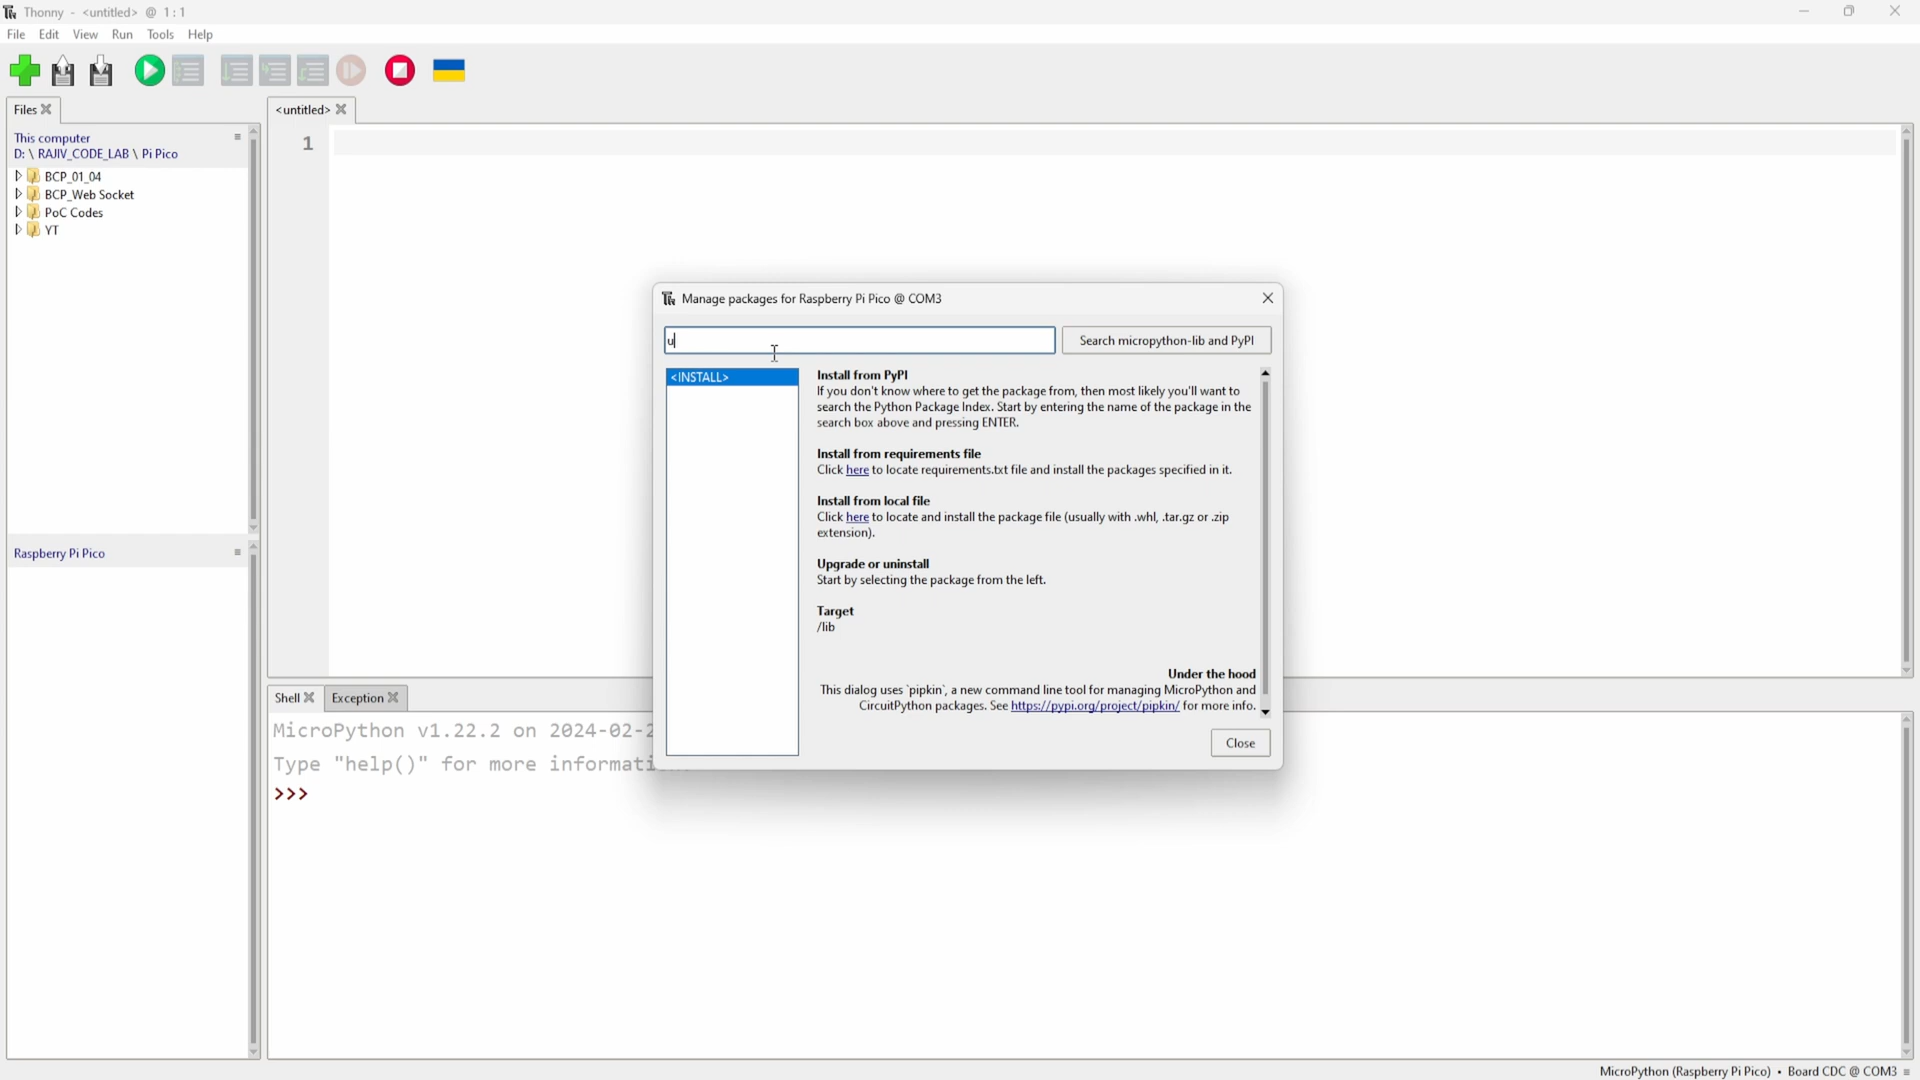 Thonny - <untitled> @ 1:1
File Edit View Run Tools Help
Files
<untitled>
This computer
D: \ RAJIV_CODE_LAB \ Pi Pico
BCP_01_04
BCP_Web Socket
PoC Codes
YT
1
Manage packages for Raspberry Pi Pico @ COM3
u
Search micropython-lib and PyPI
<INSTALL>
Install from PyPI
If you don't know where to get the package from, then most likely you'll want to
search the Python Package Index. Start by entering the name of the package in the
search box above and pressing ENTER.
Install from requirements file
Click here to locate requirements.txt file and install the packages specified in it.
Install from local file
Click here to locate and install the package file (usually with .whl, .tar.gz or .zip
extension).
Upgrade or uninstall
Start by selecting the package from the left.
Target
/lib
Under the hood
This dialog uses `pipkin`, a new command line tool for managing MicroPython and
CircuitPython packages. See https://pypi.org/project/pipkin/ for more info.
Close
Raspberry Pi Pico
Shell Exception
MicroPython v1.22.2 on 2024-02-2
Type "help()" for more informati
>>>
MicroPython (Raspberry Pi Pico) • Board CDC @ COM3